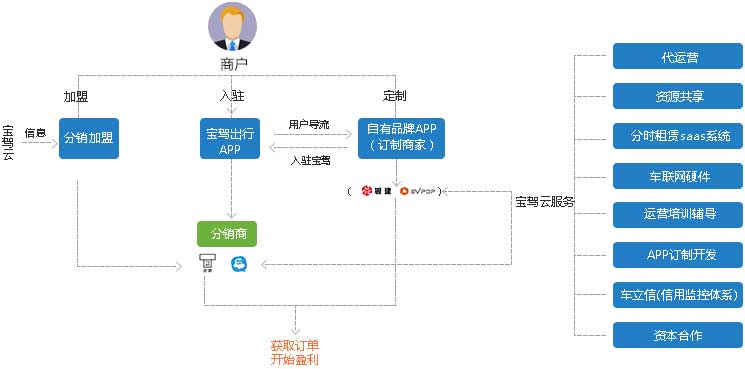 商户
加盟
入驻
定制
宝驾云
信息
分销加盟
宝驾出行
APP
用户导流
入驻宝驾
自有品牌APP
（订制商家）
（ 银建 EVPOP ）
宝驾云服务
分销商
获取订单
开始盈利
代运营
资源共享
分时租赁saas系统
车联网硬件
运营培训辅导
APP订制开发
车立信(信用监控体系)
资本合作